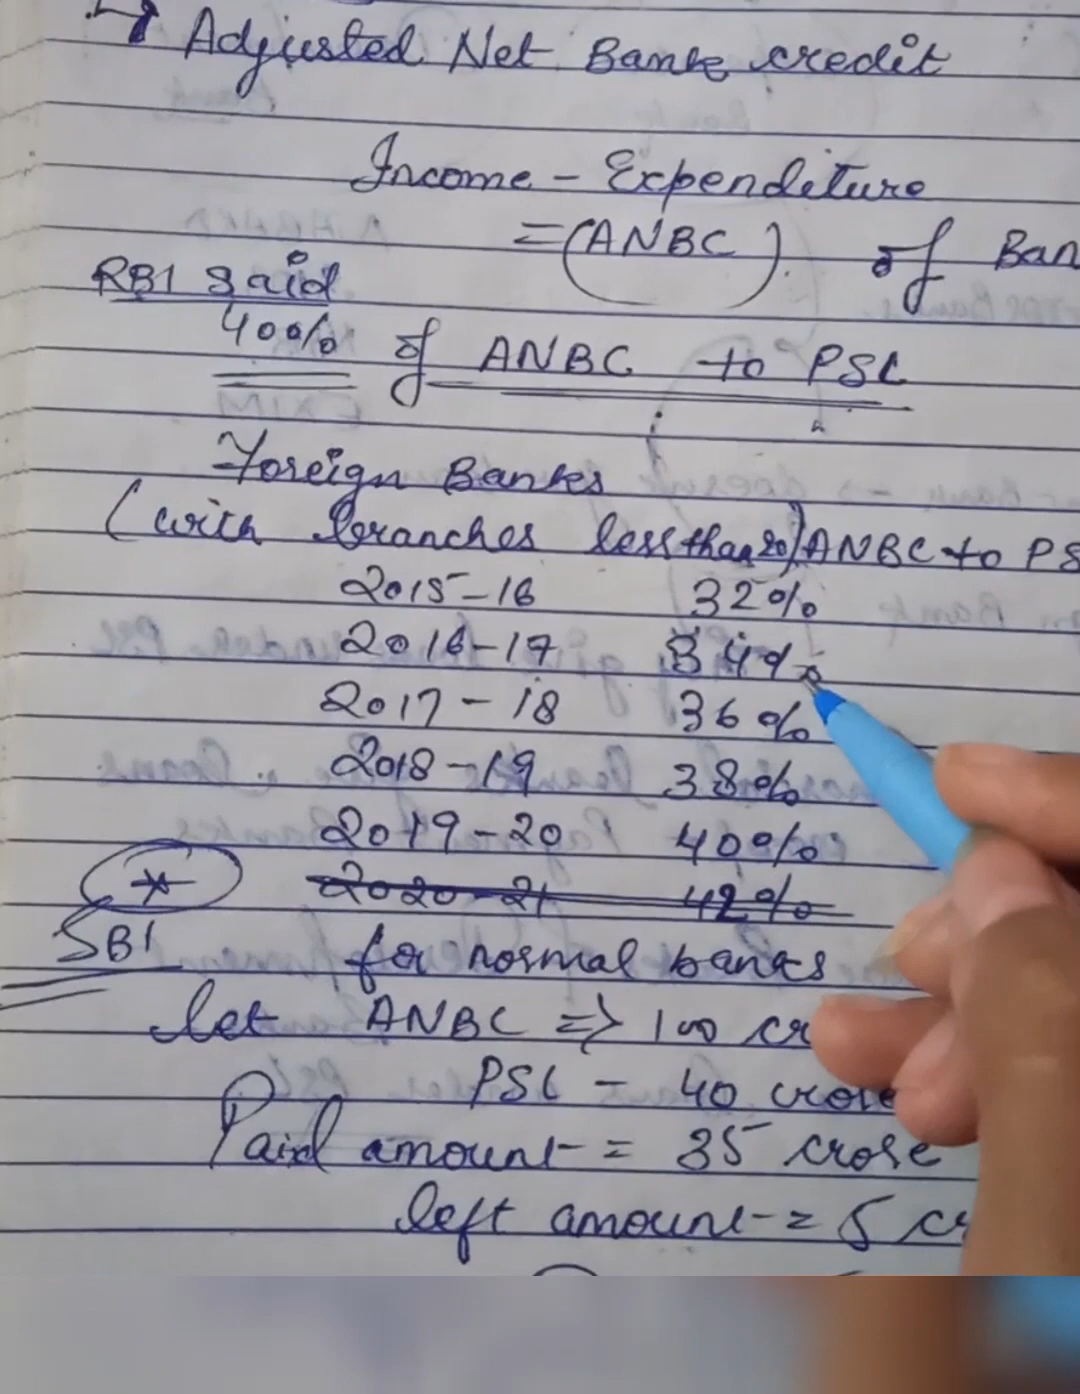 → Adjusted Net Bank credit
Income - Expenditure
= (ANBC) of Ban
RBI said
40% of ANBC to PSL
Foreign Banks
(with branches less than 20) ANBC to PS
2015-16 32%
2016-17 34%
2017-18 36%
2018-19 38%
2019-20 40%
* 2020-21 42%
SBI for normal banks
let ANBC => 100 cr
PSL - 40 crore
Paid amount = 35 crose
left amount = 5 cr